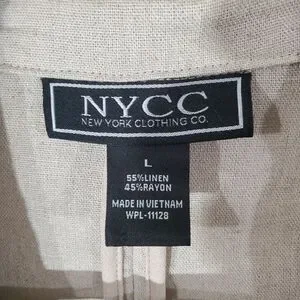 NYCC
NEW YORK CLOTHING CO.
L
55%LINEN
45%RAYON
MADE IN VIETNAM
WPL-11128